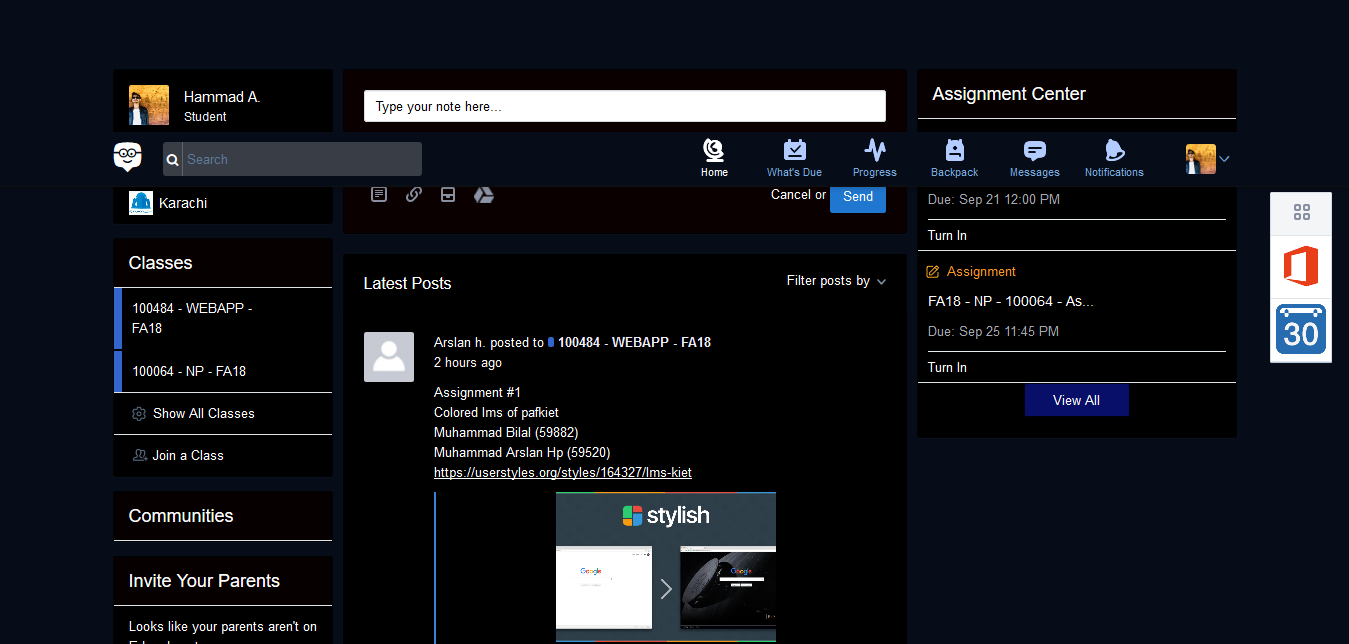 Hammad A.
Student
Type your note here...
Assignment Center
Search
Home
What's Due
Progress
Backpack
Messages
Notifications
Karachi
Cancel or
Send
Due: Sep 21 12:00 PM
Turn In
Classes
100484 - WEBAPP -
FA18
100064 - NP - FA18
Show All Classes
Join a Class
Communities
Invite Your Parents
Looks like your parents aren't on
Latest Posts
Filter posts by
Arslan h. posted to 100484 - WEBAPP - FA18
2 hours ago
Assignment #1
Colored lms of pafkiet
Muhammad Bilal (59882)
Muhammad Arslan Hp (59520)
https://userstyles.org/styles/164327/lms-kiet
stylish
Google
Google
Assignment
FA18 - NP - 100064 - As...
Due: Sep 25 11:45 PM
Turn In
View All
30